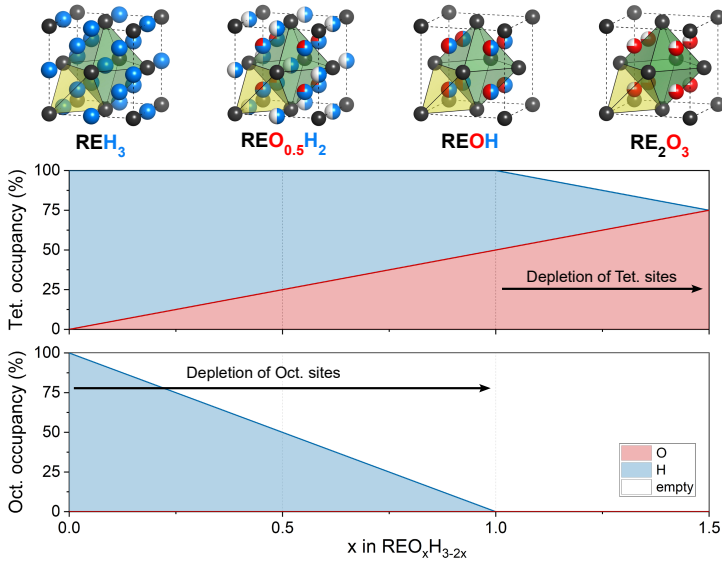 REH₃
REO₀.₅H₂
REOH
RE₂O₃
Tet. occupancy (%)
100
75
50
25
0
Depletion of Tet. sites
Oct. occupancy (%)
100
75
50
25
0
Depletion of Oct. sites
O
H
empty
0.0
0.5
1.0
1.5
x in REOₓH₃₋₂ₓ